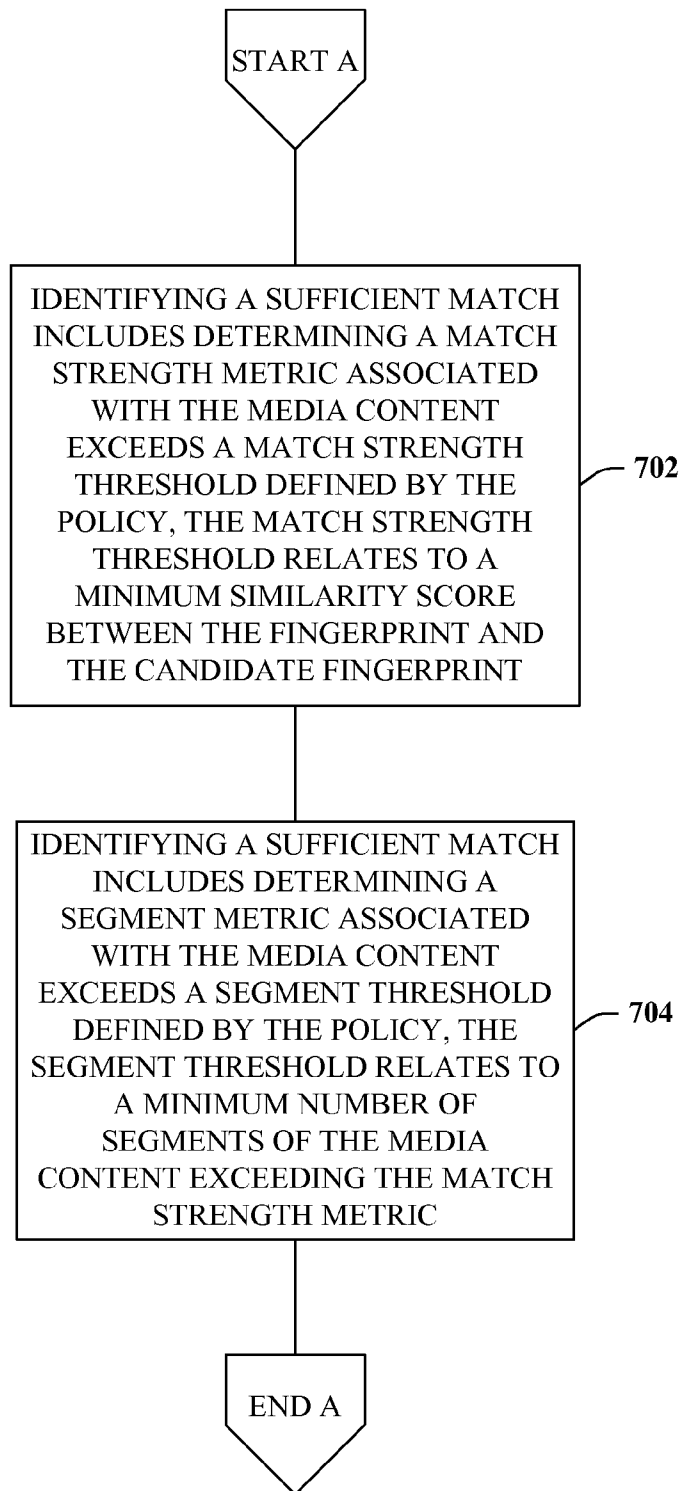 START A
IDENTIFYING A SUFFICIENT MATCH
INCLUDES DETERMINING A MATCH
STRENGTH METRIC ASSOCIATED
WITH THE MEDIA CONTENT
EXCEEDS A MATCH STRENGTH
THRESHOLD DEFINED BY THE
POLICY, THE MATCH STRENGTH
THRESHOLD RELATES TO A
MINIMUM SIMILARITY SCORE
BETWEEN THE FINGERPRINT AND
THE CANDIDATE FINGERPRINT
702
IDENTIFYING A SUFFICIENT MATCH
INCLUDES DETERMINING A
SEGMENT METRIC ASSOCIATED
WITH THE MEDIA CONTENT
EXCEEDS A SEGMENT THRESHOLD
DEFINED BY THE POLICY, THE
SEGMENT THRESHOLD RELATES TO
A MINIMUM NUMBER OF
SEGMENTS OF THE MEDIA
CONTENT EXCEEDING THE MATCH
STRENGTH METRIC
704
END A